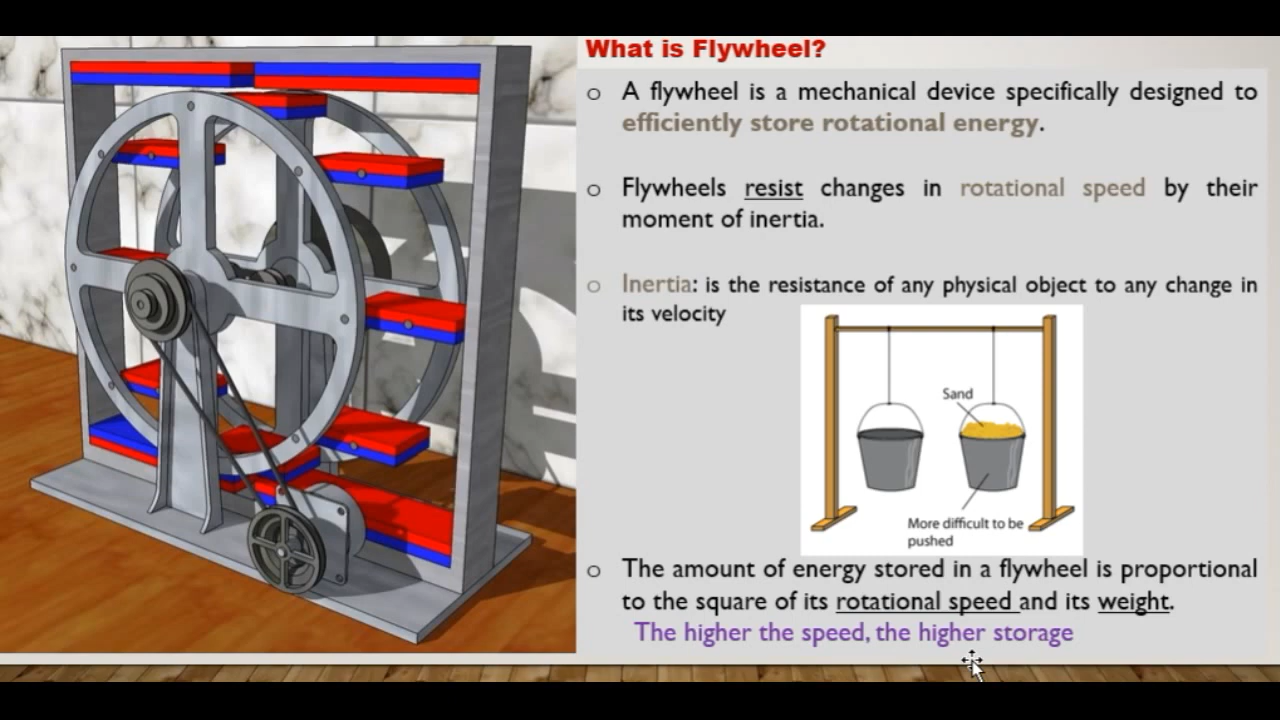 What is Flywheel?
o A flywheel is a mechanical device specifically designed to
efficiently store rotational energy.
o Flywheels resist changes in rotational speed by their
moment of inertia.
o Inertia: is the resistance of any physical object to any change in
its velocity
Sand
More difficult to be
pushed
o The amount of energy stored in a flywheel is proportional
to the square of its rotational speed and its weight.
The higher the speed, the higher storage